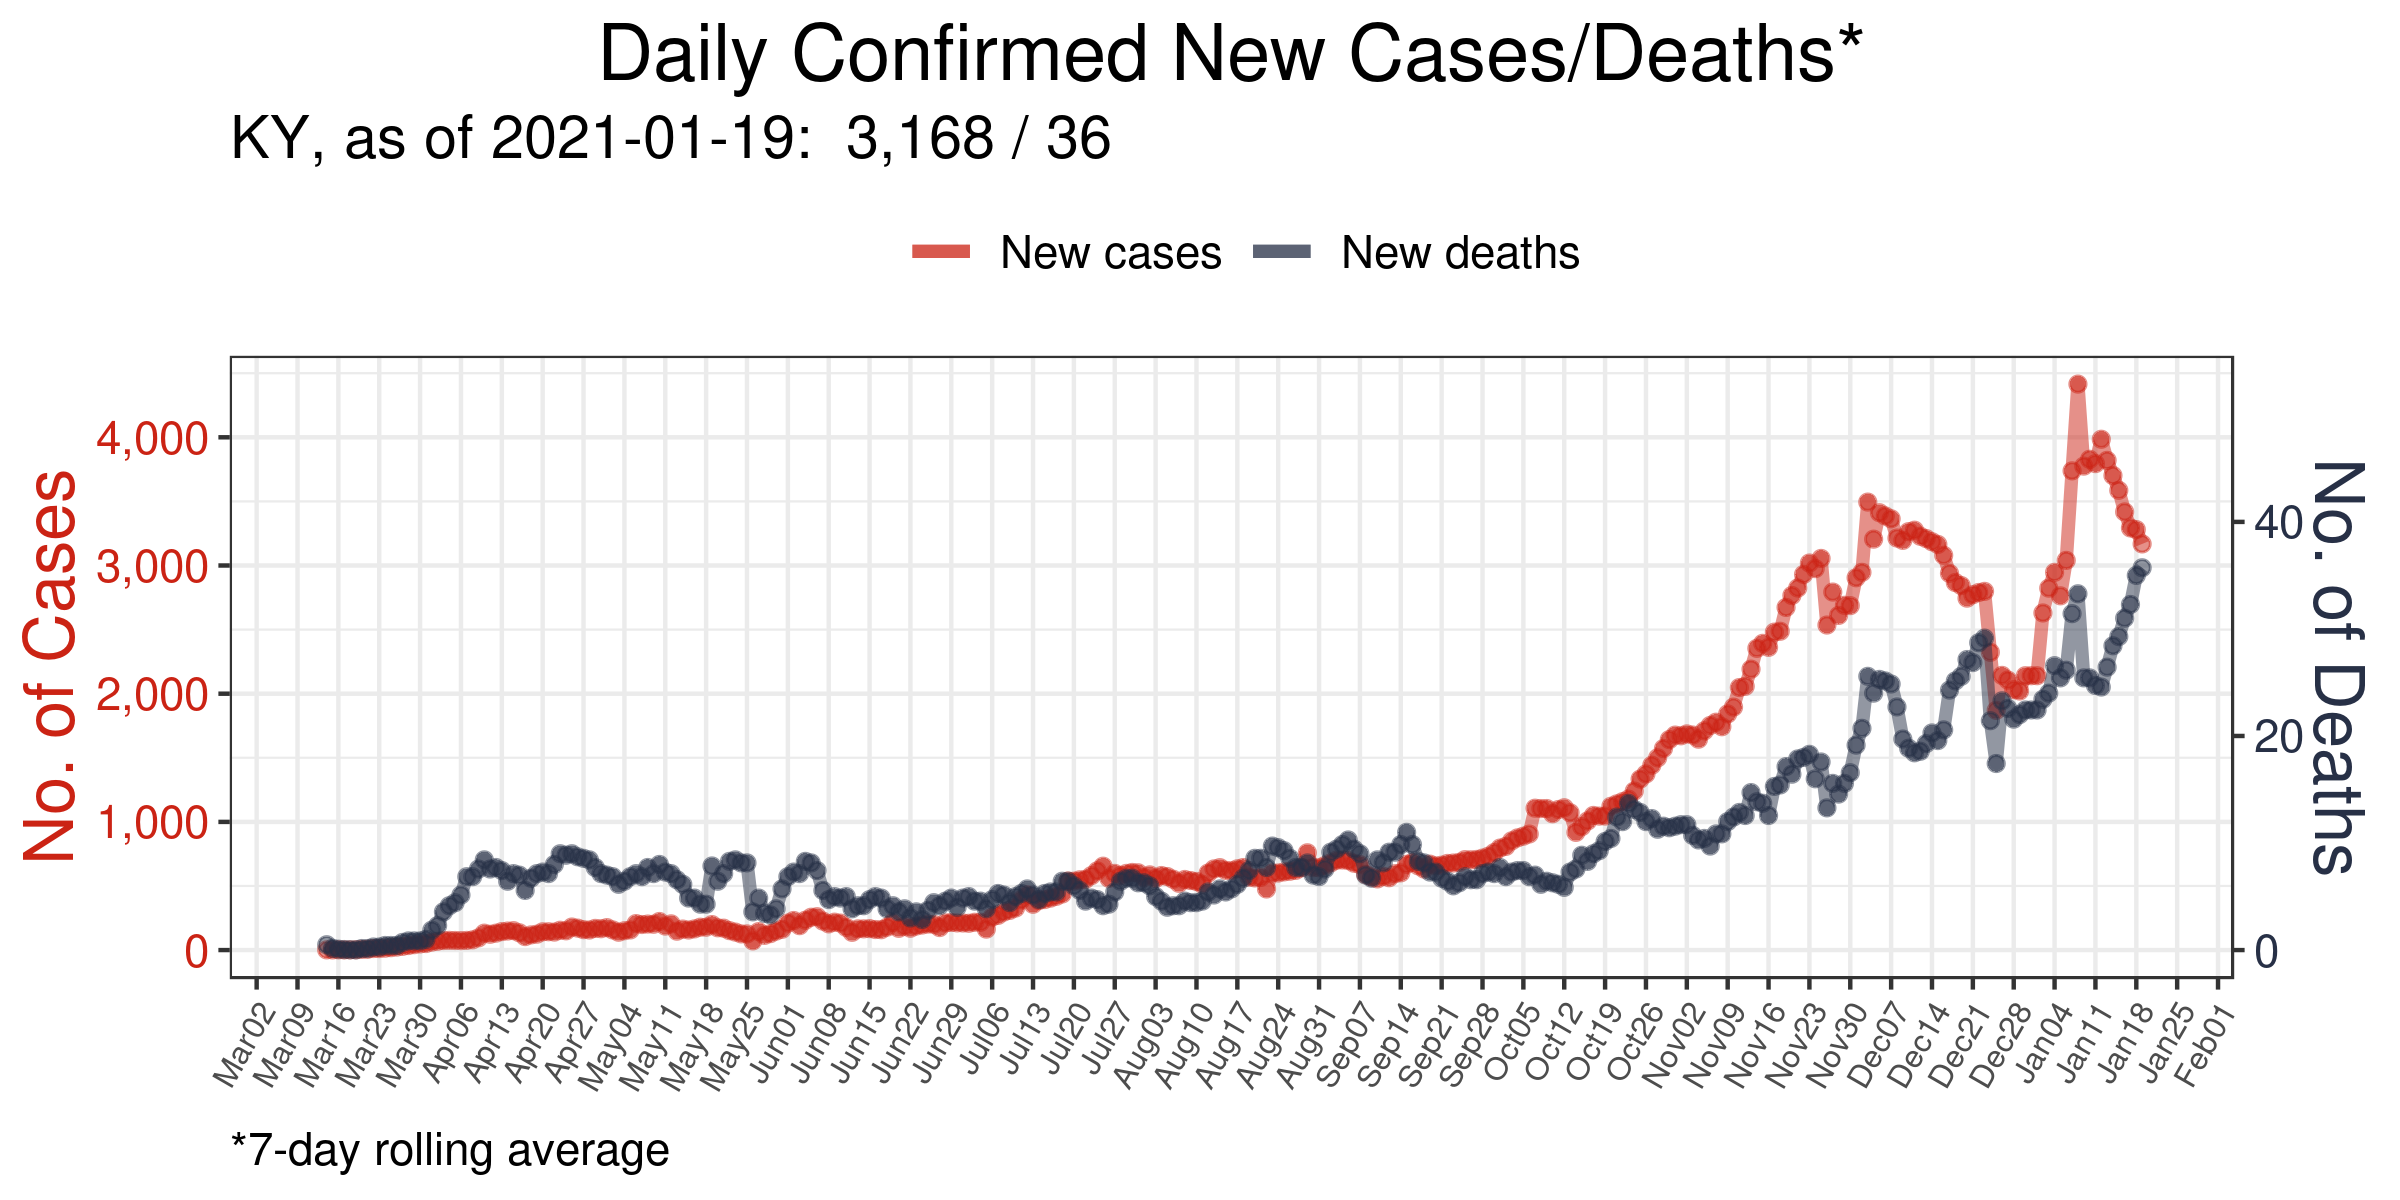 Daily Confirmed New Cases/Deaths*
KY, as of 2021-01-19:  3,168 / 36
New cases
New deaths
No. of Cases
4,000
3,000
2,000
1,000
0
No. of Deaths
40
20
0
Mar02
Mar09
Mar16
Mar23
Mar30
Apr06
Apr13
Apr20
Apr27
May04
May11
May18
May25
Jun01
Jun08
Jun15
Jun22
Jun29
Jul06
Jul13
Jul20
Jul27
Aug03
Aug10
Aug17
Aug24
Aug31
Sep07
Sep14
Sep21
Sep28
Oct05
Oct12
Oct19
Oct26
Nov02
Nov09
Nov16
Nov23
Nov30
Dec07
Dec14
Dec21
Dec28
Jan04
Jan11
Jan18
Jan25
Feb01
*7-day rolling average